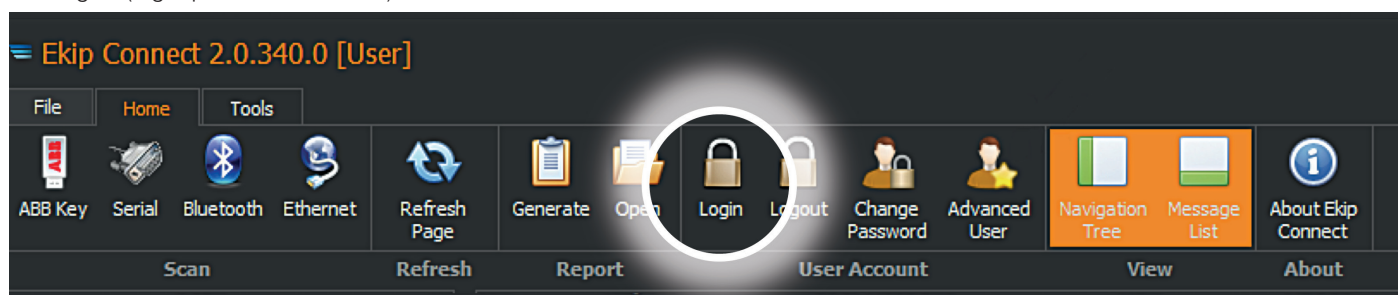 Ekip Connect 2.0.340.0 [User]
File Home Tools
ABB Key Serial Bluetooth Ethernet Refresh Page Generate Open Login Logout Change Password Advanced User Navigation Tree Message List About Ekip Connect
Scan Refresh Report User Account View About